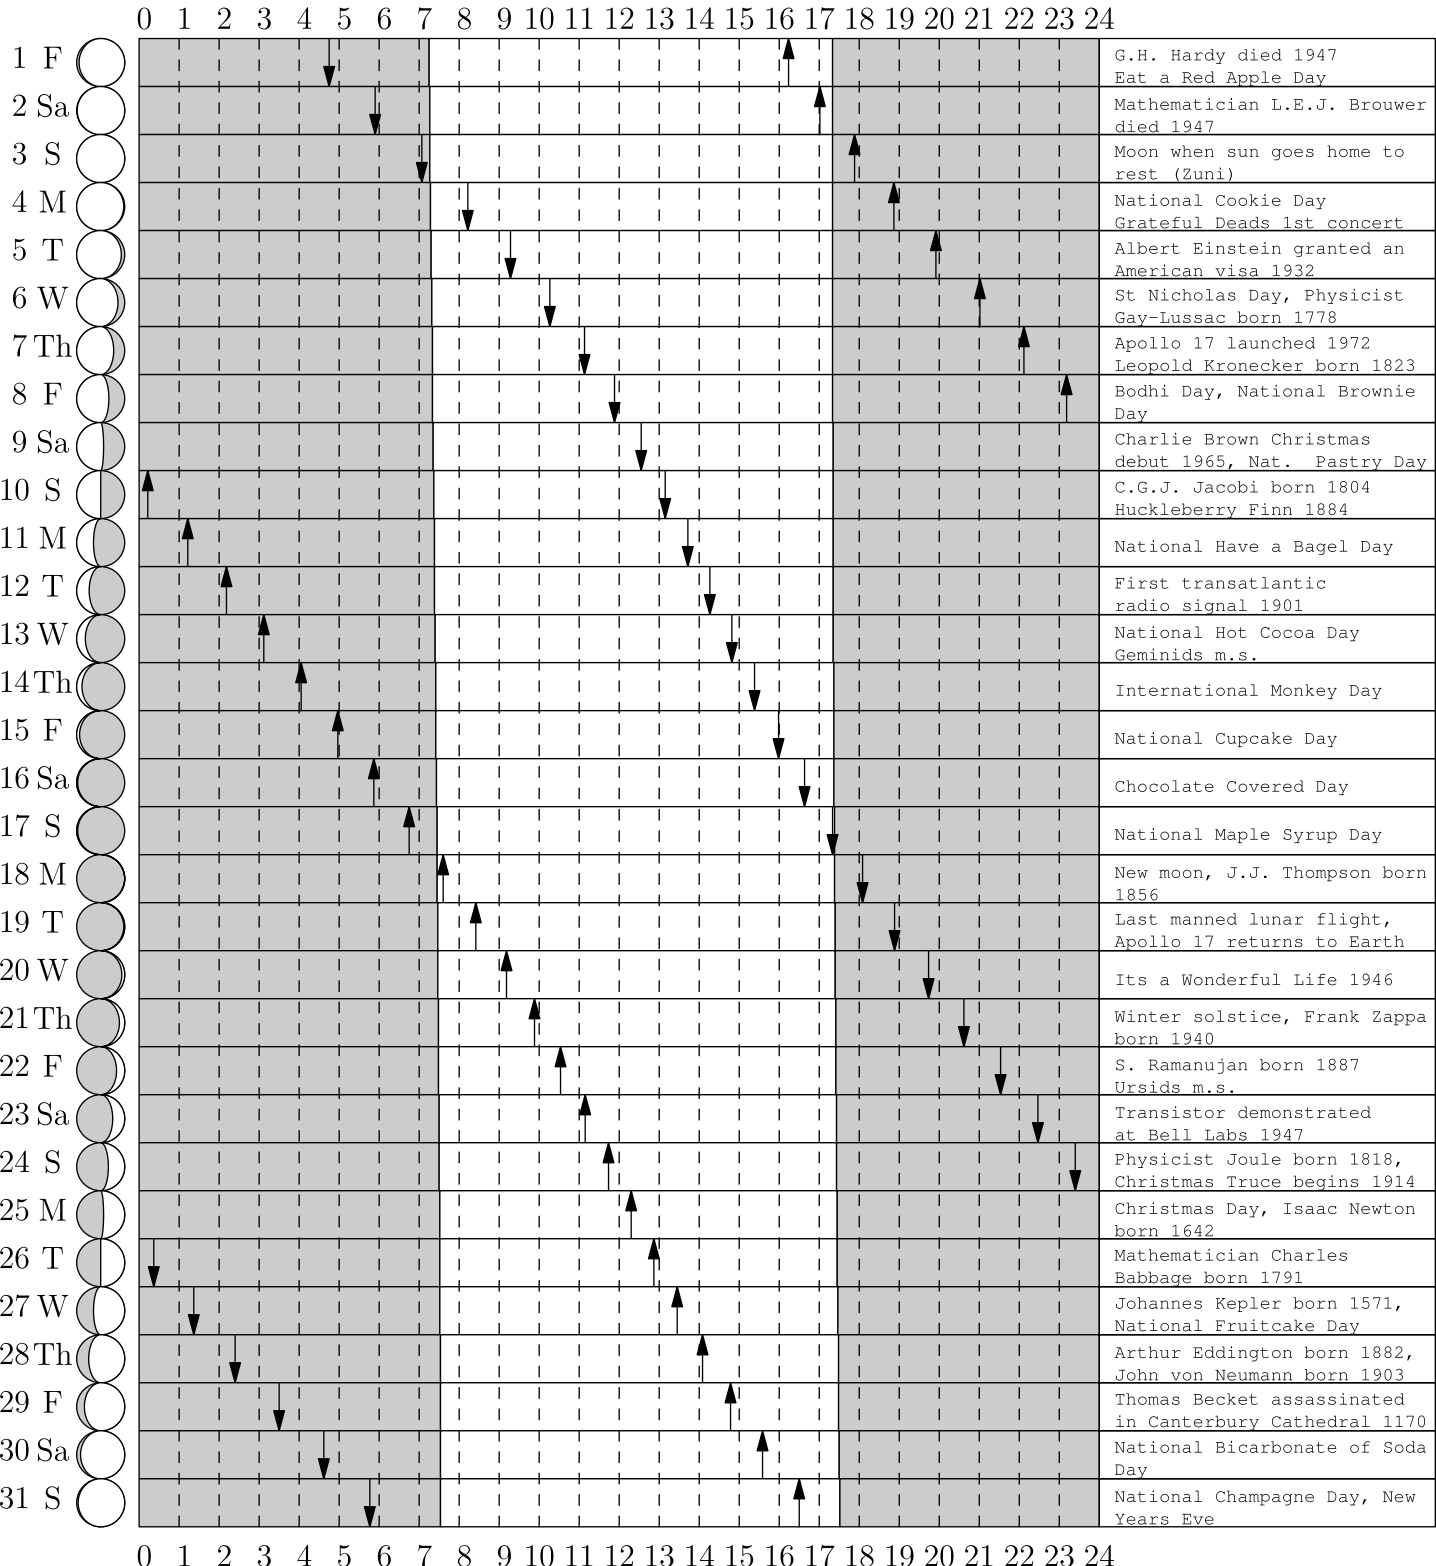 0 1 2 3 4 5 6 7 8 9 10 11 12 13 14 15 16 17 18 19 20 21 22 23 24
1 F G.H. Hardy died 1947
Eat a Red Apple Day
2 Sa Mathematician L.E.J. Brouwer
died 1947
3 S Moon when sun goes home to
rest (Zuni)
4 M National Cookie Day
Grateful Deads 1st concert
5 T Albert Einstein granted an
American visa 1932
6 W St Nicholas Day, Physicist
Gay-Lussac born 1778
7 Th Apollo 17 launched 1972
Leopold Kronecker born 1823
8 F Bodhi Day, National Brownie
Day
9 Sa Charlie Brown Christmas
debut 1965, Nat. Pastry Day
10 S C.G.J. Jacobi born 1804
Huckleberry Finn 1884
11 M National Have a Bagel Day
12 T First transatlantic
radio signal 1901
13 W National Hot Cocoa Day
Geminids m.s.
14 Th International Monkey Day
15 F National Cupcake Day
16 Sa Chocolate Covered Day
17 S National Maple Syrup Day
18 M New moon, J.J. Thompson born
1856
19 T Last manned lunar flight,
Apollo 17 returns to Earth
20 W Its a Wonderful Life 1946
21 Th Winter solstice, Frank Zappa
born 1940
22 F S. Ramanujan born 1887
Ursids m.s.
23 Sa Transistor demonstrated
at Bell Labs 1947
24 S Physicist Joule born 1818,
Christmas Truce begins 1914
25 M Christmas Day, Isaac Newton
born 1642
26 T Mathematician Charles
Babbage born 1791
27 W Johannes Kepler born 1571,
National Fruitcake Day
28 Th Arthur Eddington born 1882,
John von Neumann born 1903
29 F Thomas Becket assassinated
in Canterbury Cathedral 1170
30 Sa National Bicarbonate of Soda
Day
31 S National Champagne Day, New
Years Eve
0 1 2 3 4 5 6 7 8 9 10 11 12 13 14 15 16 17 18 19 20 21 22 23 24